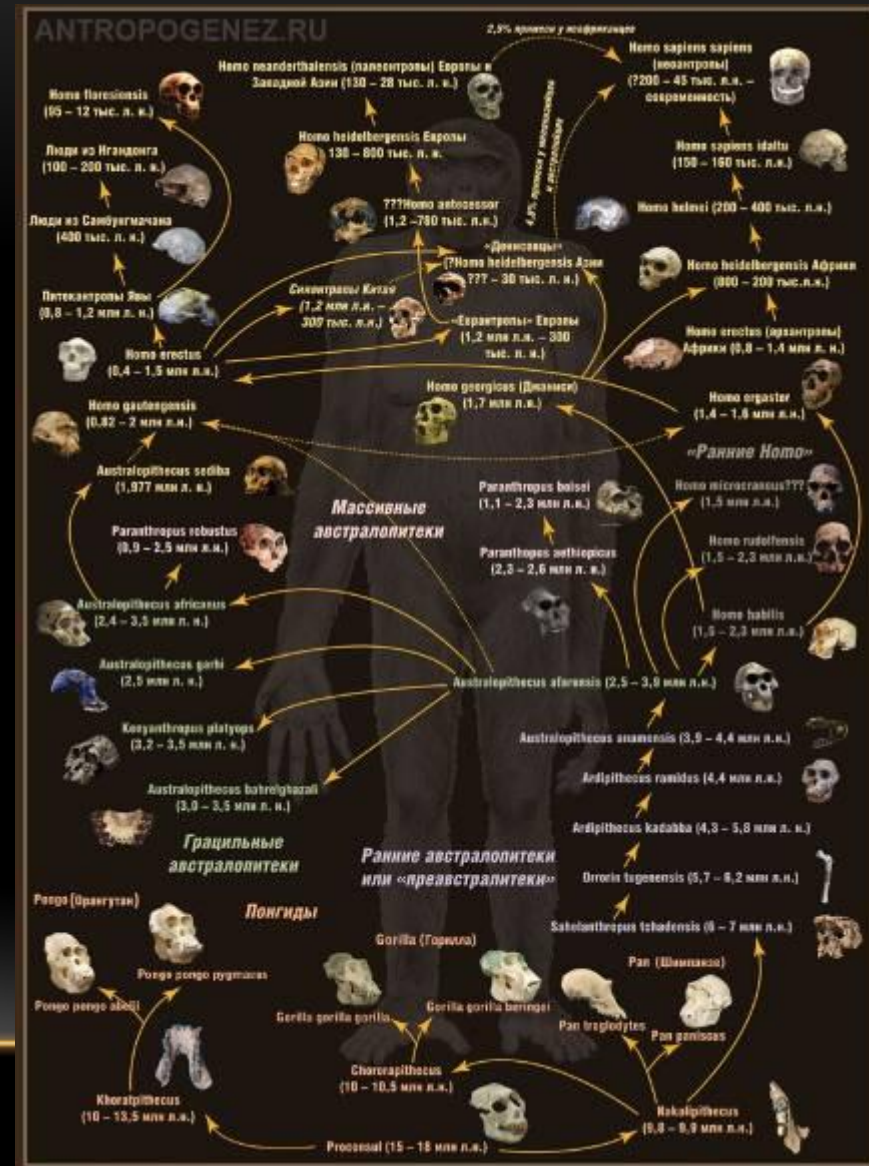 ANTROPOGENEZ.RU
2,5% примеси у неафриканцев
Homo neanderthalensis (палеоантропы) Европы и
Западной Азии (130 – 28 тыс. л. н.)
Homo sapiens sapiens
(неоантропы)
(?200 – 45 тыс. л.н. –
современность)
Homo floresiensis
(95 – 12 тыс. л. н.)
Homo heidelbergensis Европы
130 – 800 тыс. л. н.
Люди из Нгандонга
(100 – 200 тыс. л. н.)
Homo sapiens idaltu
(150 – 160 тыс. л.н.)
???Homo antecessor
(1,2 –780 тыс. л.н.)
Homo helmei (200 – 400 тыс. л.н.)
Люди из Самбунгмачана
(400 тыс. л. н.)
«Денисовцы»
(?Homo heidelbergensis Азии
??? – 30 тыс. л.н.)
Homo heidelbergensis Африки
(800 – 200 тыс. л.н.)
Питекантропы Явы
(0,8 – 1,2 млн л. н.)
Синантропы Китая
(1,2 млн л.н. –
300 тыс. л.н.)
«Еврантропы» Европы
(1,2 млн л.н. – 300
тыс. л. н.)
Homo erectus (архантропы)
Африки (0,8 – 1,4 млн л.н.)
Homo erectus
(0,4 – 1,5 млн л.н.)
Homo georgicus (Дманиси)
(1,7 млн л.н.)
Homo ergaster
(1,4 – 1,8 млн л.н.)
Homo gautengensis
(0,82 – 2 млн л.н.)
«Ранние Homo»
Australopithecus sediba
(1,977 млн л. н.)
Homo microcranous???
(1,5 млн л.н.)
Paranthropus boisei
(1,1 – 2,3 млн л.н.)
Массивные
австралопитеки
Paranthropus robustus
(0,9 – 2,5 млн л.н.)
Homo rudolfensis
(1,5 – 2,3 млн л.н.)
Paranthropus aethiopicus
(2,3 – 2,6 млн л. н.)
Australopithecus africanus
(2,4 – 3,5 млн л. н.)
Homo habilis
(1,5 – 2,3 млн л.н.)
Australopithecus garhi
(2,5 млн л. н.)
Australopithecus afarensis (2,5 – 3,9 млн л.н.)
Kenyanthropus platyops
(3,2 – 3,5 млн л. н.)
Australopithecus anamensis (3,9 – 4,4 млн л.н.)
Australopithecus bahrelghazali
(3,0 – 3,5 млн л. н.)
Ardipithecus ramidus (4,4 млн л.н.)
Ardipithecus kadabba (4,3 – 5,8 млн л. н.)
Грацильные
австралопитеки
Ранние австралопитеки
или «преавстралитеки»
Orrorin tugenensis (5,7 – 6,2 млн л.н.)
Sahelanthropus tchadensis (6 – 7 млн л.н.)
Pongo (Орангутан)
Понгиды
Gorilla (Горилла)
Pan (Шимпанзе)
Pongo pongo pygmaeus
Pongo pongo abelii
Gorilla gorilla gorilla
Gorilla gorilla beringei
Pan troglodytes
Pan paniscus
Chororapithecus
(10 – 10,5 млн л.н.)
Khoratpithecus
(10 – 13,5 млн л.н.)
Nakalipithecus
(9,8 – 9,9 млн л.н.)
Proconsul (15 – 18 млн л.н.)